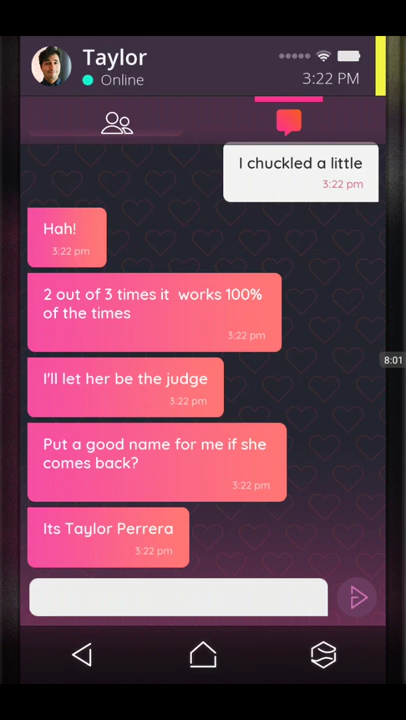 Taylor
Online
3:22 PM
I chuckled a little
3:22 pm
Hah!
3:22 pm
2 out of 3 times it works 100%
of the times
3:22 pm
8:01
I'll let her be the judge
3:22 pm
Put a good name for me if she
comes back?
3:22 pm
Its Taylor Perrera
3:22 pm